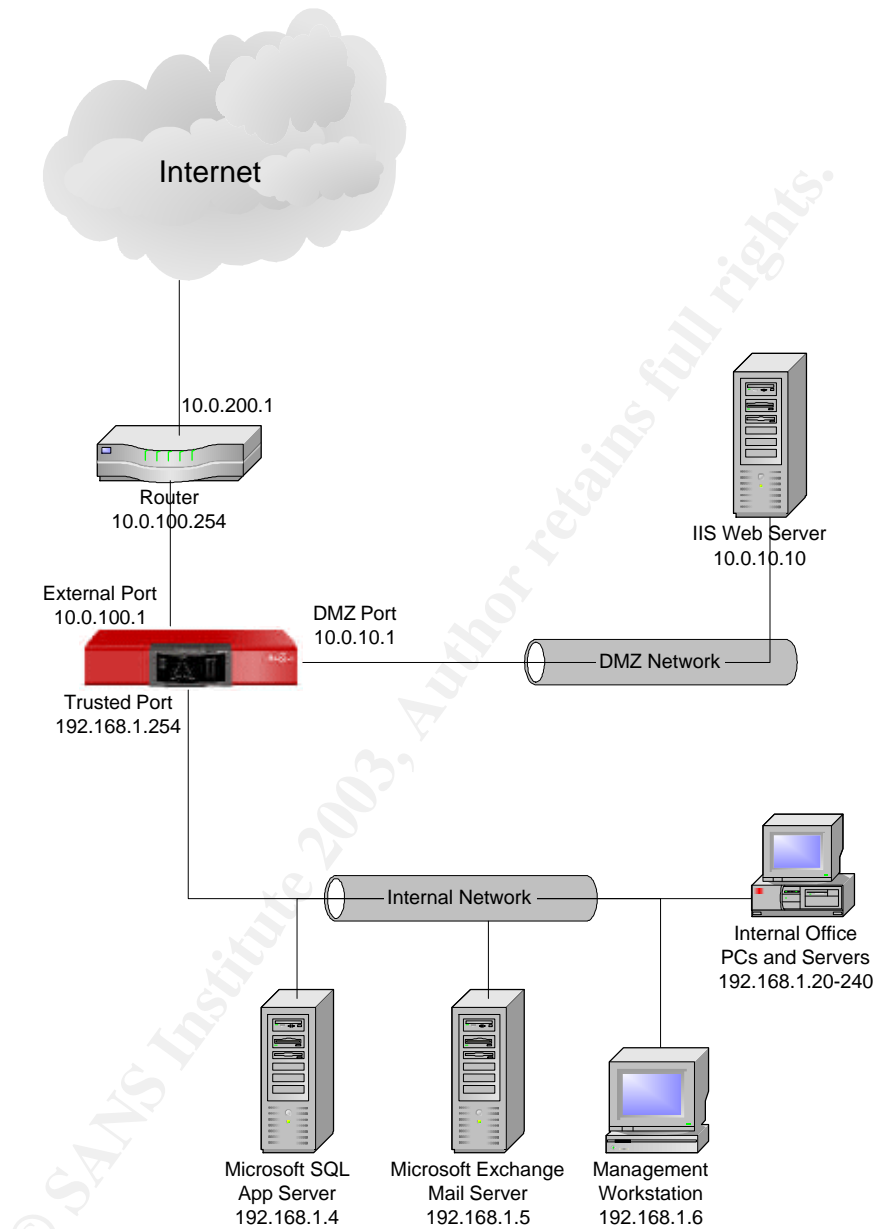 Internet
10.0.200.1
Router
10.0.100.254
IIS Web Server
10.0.10.10
External Port
10.0.100.1
DMZ Port
10.0.10.1
DMZ Network
Trusted Port
192.168.1.254
Internal Network
Internal Office
PCs and Servers
192.168.1.20-240
Microsoft SQL
App Server
192.168.1.4
Microsoft Exchange
Mail Server
192.168.1.5
Management
Workstation
192.168.1.6
© SANS Institute 2003, Author retains full rights.